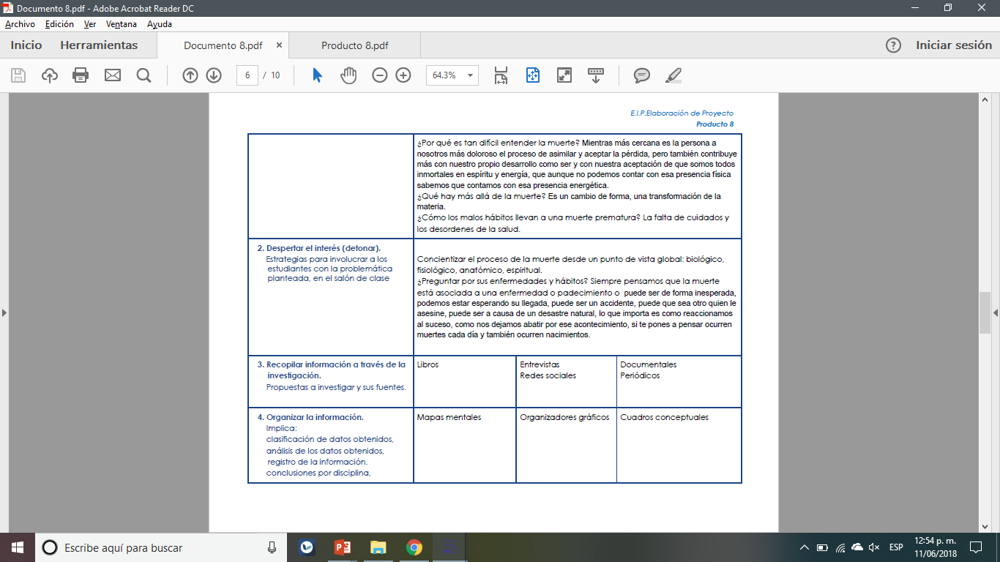 Documento 8.pdf - Adobe Acrobat Reader DC
Archivo Edición Ver Ventana Ayuda
Inicio Herramientas Documento 8.pdf × Producto 8.pdf ? Iniciar sesión
6 / 10 64.3%
E.I.P.Elaboración de Proyecto
Producto 8
¿Por qué es tan difícil entender la muerte? Mientras más cercana es la persona a
nosotros más doloroso el proceso de asimilar y aceptar la pérdida, pero también contribuye
más con nuestro propio desarrollo como ser y con nuestra aceptación de que somos todos
inmortales en espíritu y energía, que aunque no podemos contar con esa presencia física
sabemos que contamos con esa presencia energética.
¿Qué hay más allá de la muerte? Es un cambio de forma, una transformación de la
materia.
¿Cómo los malos hábitos llevan a una muerte prematura? La falta de cuidados y
los desordenes de la salud.
2. Despertar el interés (detonar).
Estrategias para involucrar a los
estudiantes con la problemática
planteada, en el salón de clase
Concientizar el proceso de la muerte desde un punto de vista global: biológico,
fisiológico, anatómico, espiritual.
¿Preguntar por sus enfermedades y hábitos? Siempre pensamos que la muerte
está asociada a una enfermedad o padecimiento o puede ser de forma inesperada,
podemos estar esperando su llegada, puede ser un accidente, puede que sea otro quien le
asesine, puede ser a causa de un desastre natural, lo que importa es como reaccionamos
al suceso, como nos dejamos abatir por ese acontecimiento, si te pones a pensar ocurren
muertes cada día y también ocurren nacimientos.
3. Recopilar información a través de la
investigación.
Propuestas a investigar y sus fuentes.
Libros
Entrevistas
Redes sociales
Documentales
Periódicos
4. Organizar la información.
Implica:
clasificación de datos obtenidos,
análisis de los datos obtenidos,
registro de la información.
conclusiones por disciplina,
Mapas mentales
Organizadores gráficos
Cuadros conceptuales
Escribe aquí para buscar
ESP
12:54 p. m.
11/06/2018